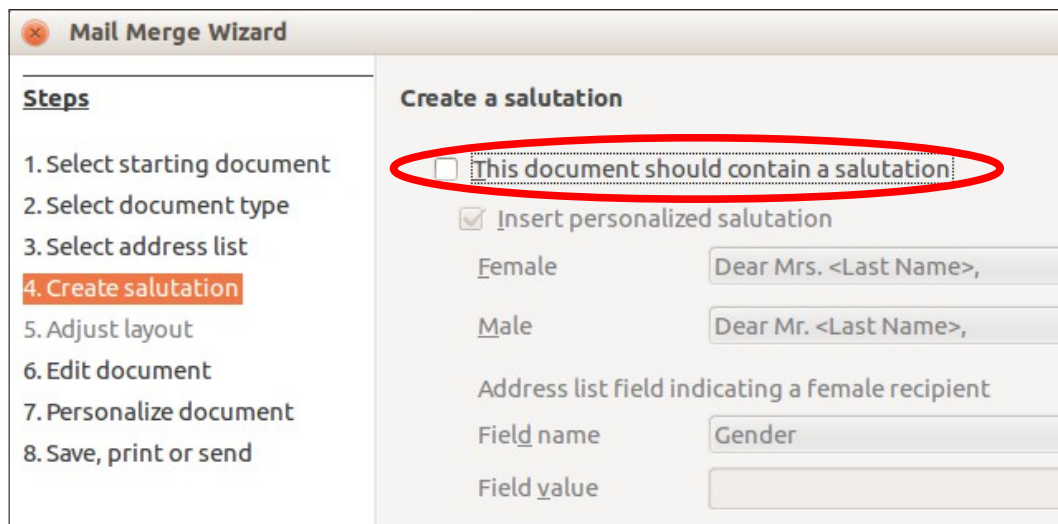 Mail Merge Wizard
Steps
1. Select starting document
2. Select document type
3. Select address list
4. Create salutation
5. Adjust layout
6. Edit document
7. Personalize document
8. Save, print or send
Create a salutation
This document should contain a salutation
Insert personalized salutation
Female
Dear Mrs. <Last Name>,
Male
Dear Mr. <Last Name>,
Address list field indicating a female recipient
Field name
Gender
Field value